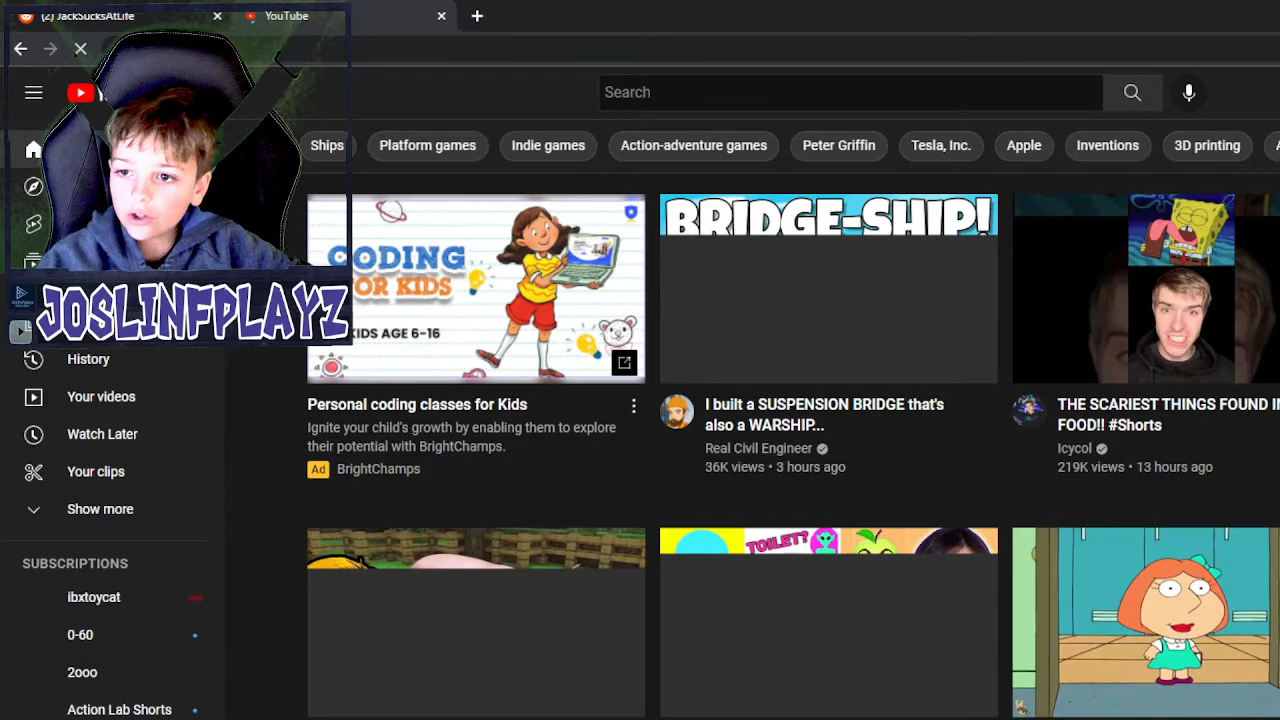 (2) JackSucksAtLife
YouTube
Search
Ships
Platform games
Indie games
Action-adventure games
Peter Griffin
Tesla, Inc.
Apple
Inventions
3D printing
CODING
FOR KIDS
KIDS AGE 6-16
BRIDGE-SHIP!
JOSLINFPLAYZ
History
Your videos
Watch Later
Your clips
Show more
SUBSCRIPTIONS
ibxtoycat
0-60
2ooo
Action Lab Shorts
Personal coding classes for Kids
Ignite your child's growth by enabling them to explore
their potential with BrightChamps.
Ad BrightChamps
I built a SUSPENSION BRIDGE that's
also a WARSHIP...
Real Civil Engineer
36K views • 3 hours ago
THE SCARIEST THINGS FOUND IN
FOOD!! #Shorts
Icycol
219K views • 13 hours ago
TOILET?